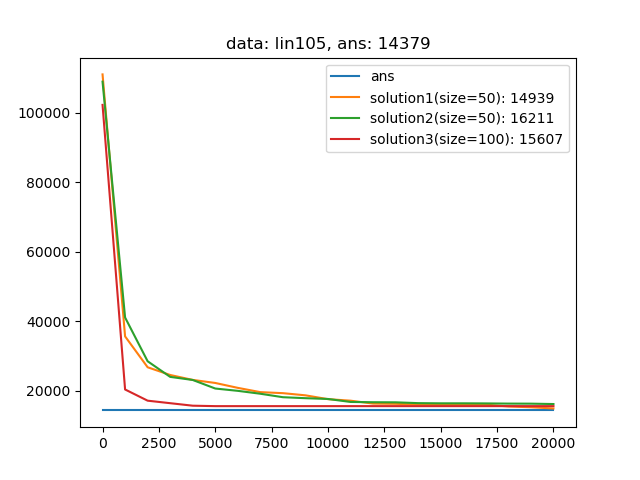 data: lin105, ans: 14379
ans
solution1(size=50): 14939
solution2(size=50): 16211
solution3(size=100): 15607
100000
80000
60000
40000
20000
0 2500 5000 7500 10000 12500 15000 17500 20000